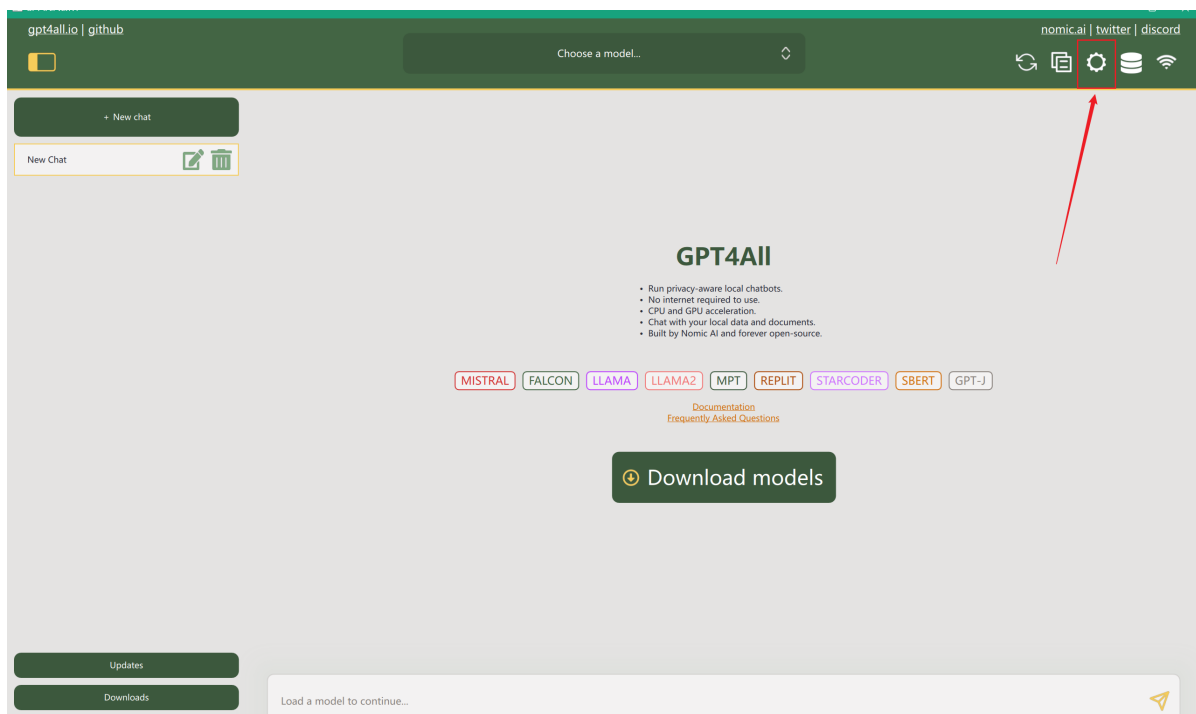 gpt4all.io | github
nomic.ai | twitter | discord
Choose a model...
+ New chat
New Chat
GPT4All
• Run privacy-aware local chatbots.
• No internet required to use.
• CPU and GPU acceleration.
• Chat with your local data and documents.
• Built by Nomic AI and forever open-source.
MISTRAL FALCON LLAMA LLAMA2 MPT REPLIT STARCODER SBERT GPT-J
Documentation
Frequently Asked Questions
Download models
Updates
Downloads
Load a model to continue...